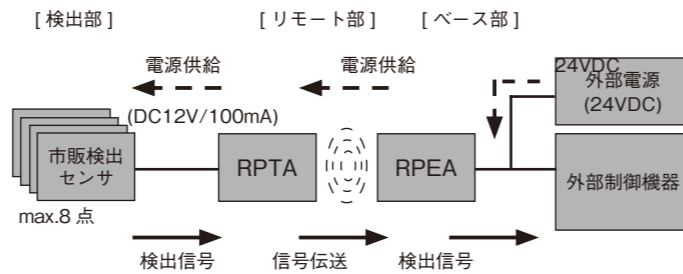 [ 検出部 ]
[ リモート部 ]
[ ベース部 ]
電源供給
電源供給
24VDC
(DC12V/100mA)
外部電源
(24VDC)
市販検出
センサ
RPTA
RPEA
外部制御機器
max.8 点
検出信号
信号伝送
検出信号